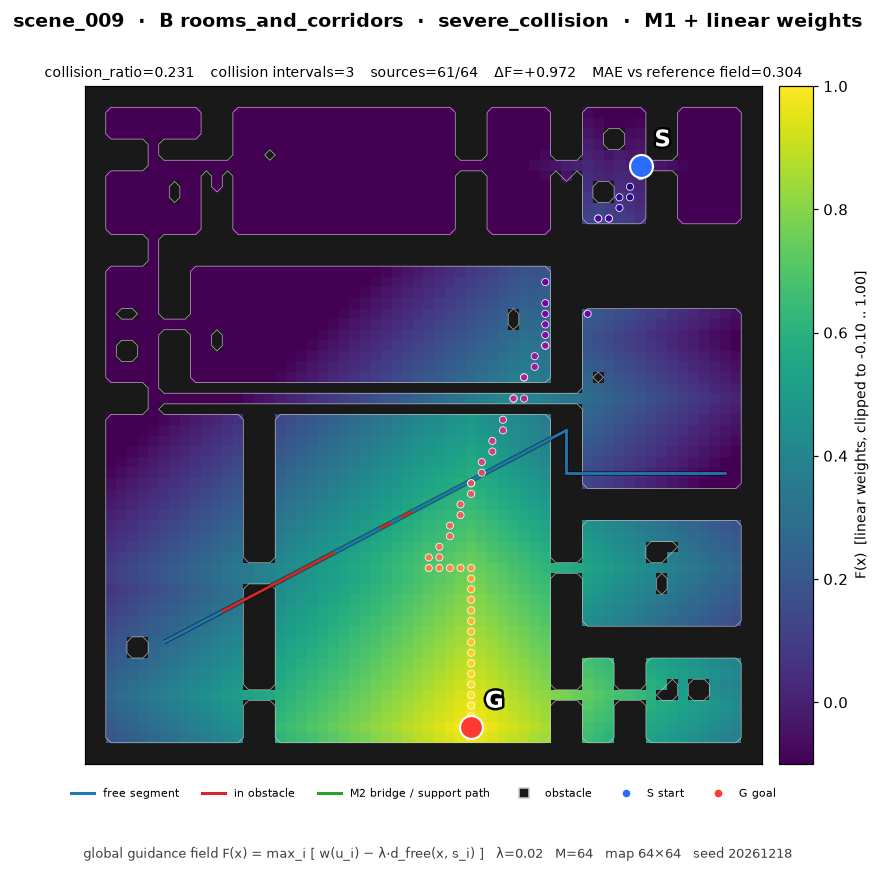 scene_009  ·  B rooms_and_corridors  ·  severe_collision  ·  M1 + linear weights
collision_ratio=0.231    collision intervals=3    sources=61/64    ΔF=+0.972    MAE vs reference field=0.304
S
G
1.0
0.8
0.6
0.4
0.2
0.0
F(x)  [linear weights, clipped to -0.10 .. 1.00]
free segment
in obstacle
M2 bridge / support path
obstacle
S start
G goal
global guidance field F(x) = max_i [ w(u_i) − λ·d_free(x, s_i) ]   λ=0.02   M=64   map 64×64   seed 20261218